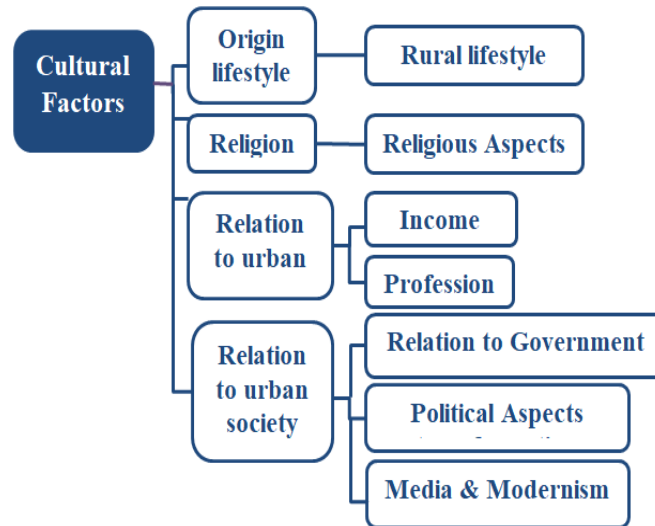 Cultural
Factors
Origin
lifestyle
Rural lifestyle
Religion
Religious Aspects
Relation
to urban
Income
Profession
Relation
to urban
society
Relation to Government
Political Aspects
Media & Modernism